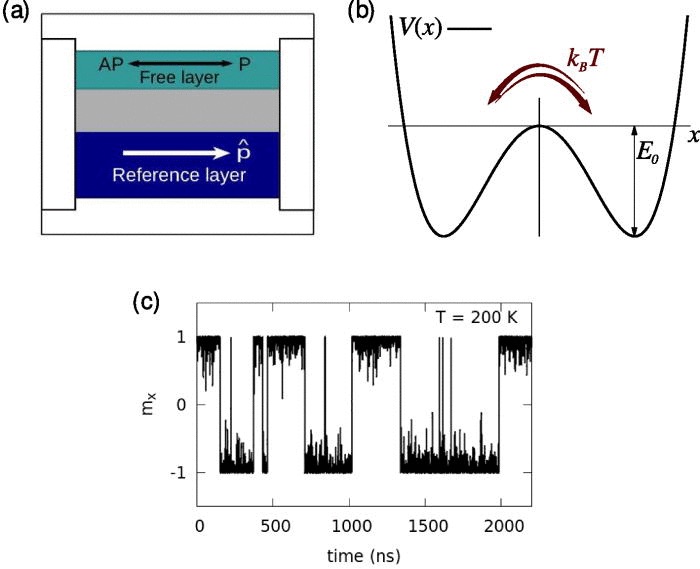 (a)
AP P
Free layer
p̂
Reference layer
(b)
V(x)
k_BT
x
E_0
(c)
T = 200 K
1
0
-1
m_x
0 500 1000 1500 2000
time (ns)